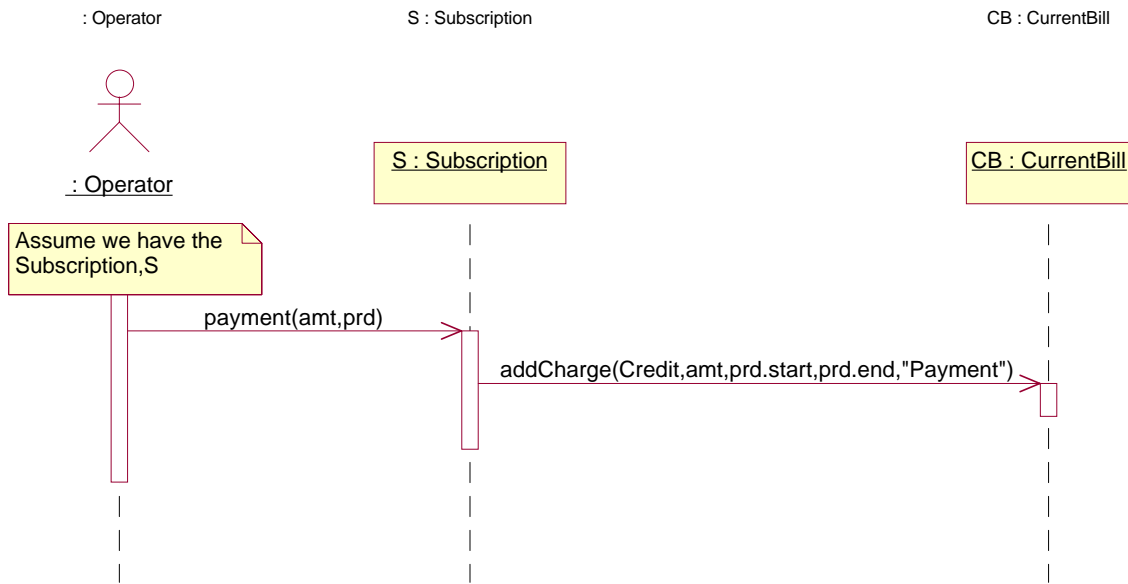 : Operator
S : Subscription
CB : CurrentBill
S : Subscription
CB : CurrentBill
: Operator
Assume we have the
Subscription,S
payment(amt,prd)
addCharge(Credit,amt,prd.start,prd.end,"Payment")